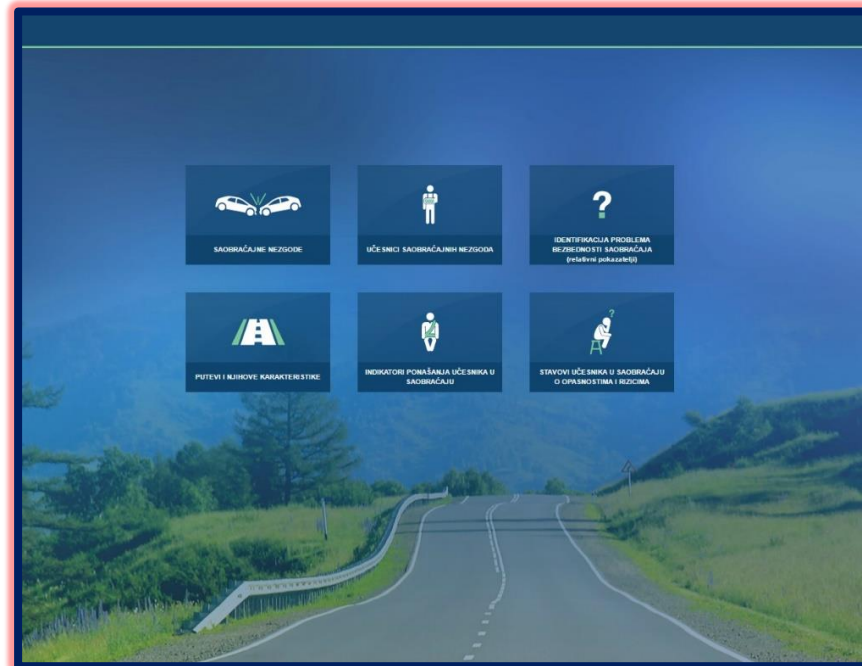 SAOBRAĆAJNE NEZGODE
UČESNICI SAOBRAĆAJNIH NEZGODA
?
IDENTIFIKACIJA PROBLEMA
BEZBEDNOSTI SAOBRAĆAJA
(relativni pokazatelji)
PUTEVI I NJIHOVE KARAKTERISTIKE
INDIKATORI PONAŠANJA UČESNIKA U
SAOBRAĆAJU
?
STAVOVI UČESNIKA U SAOBRAĆAJU
O OPASNOSTIMA I RIZICIMA